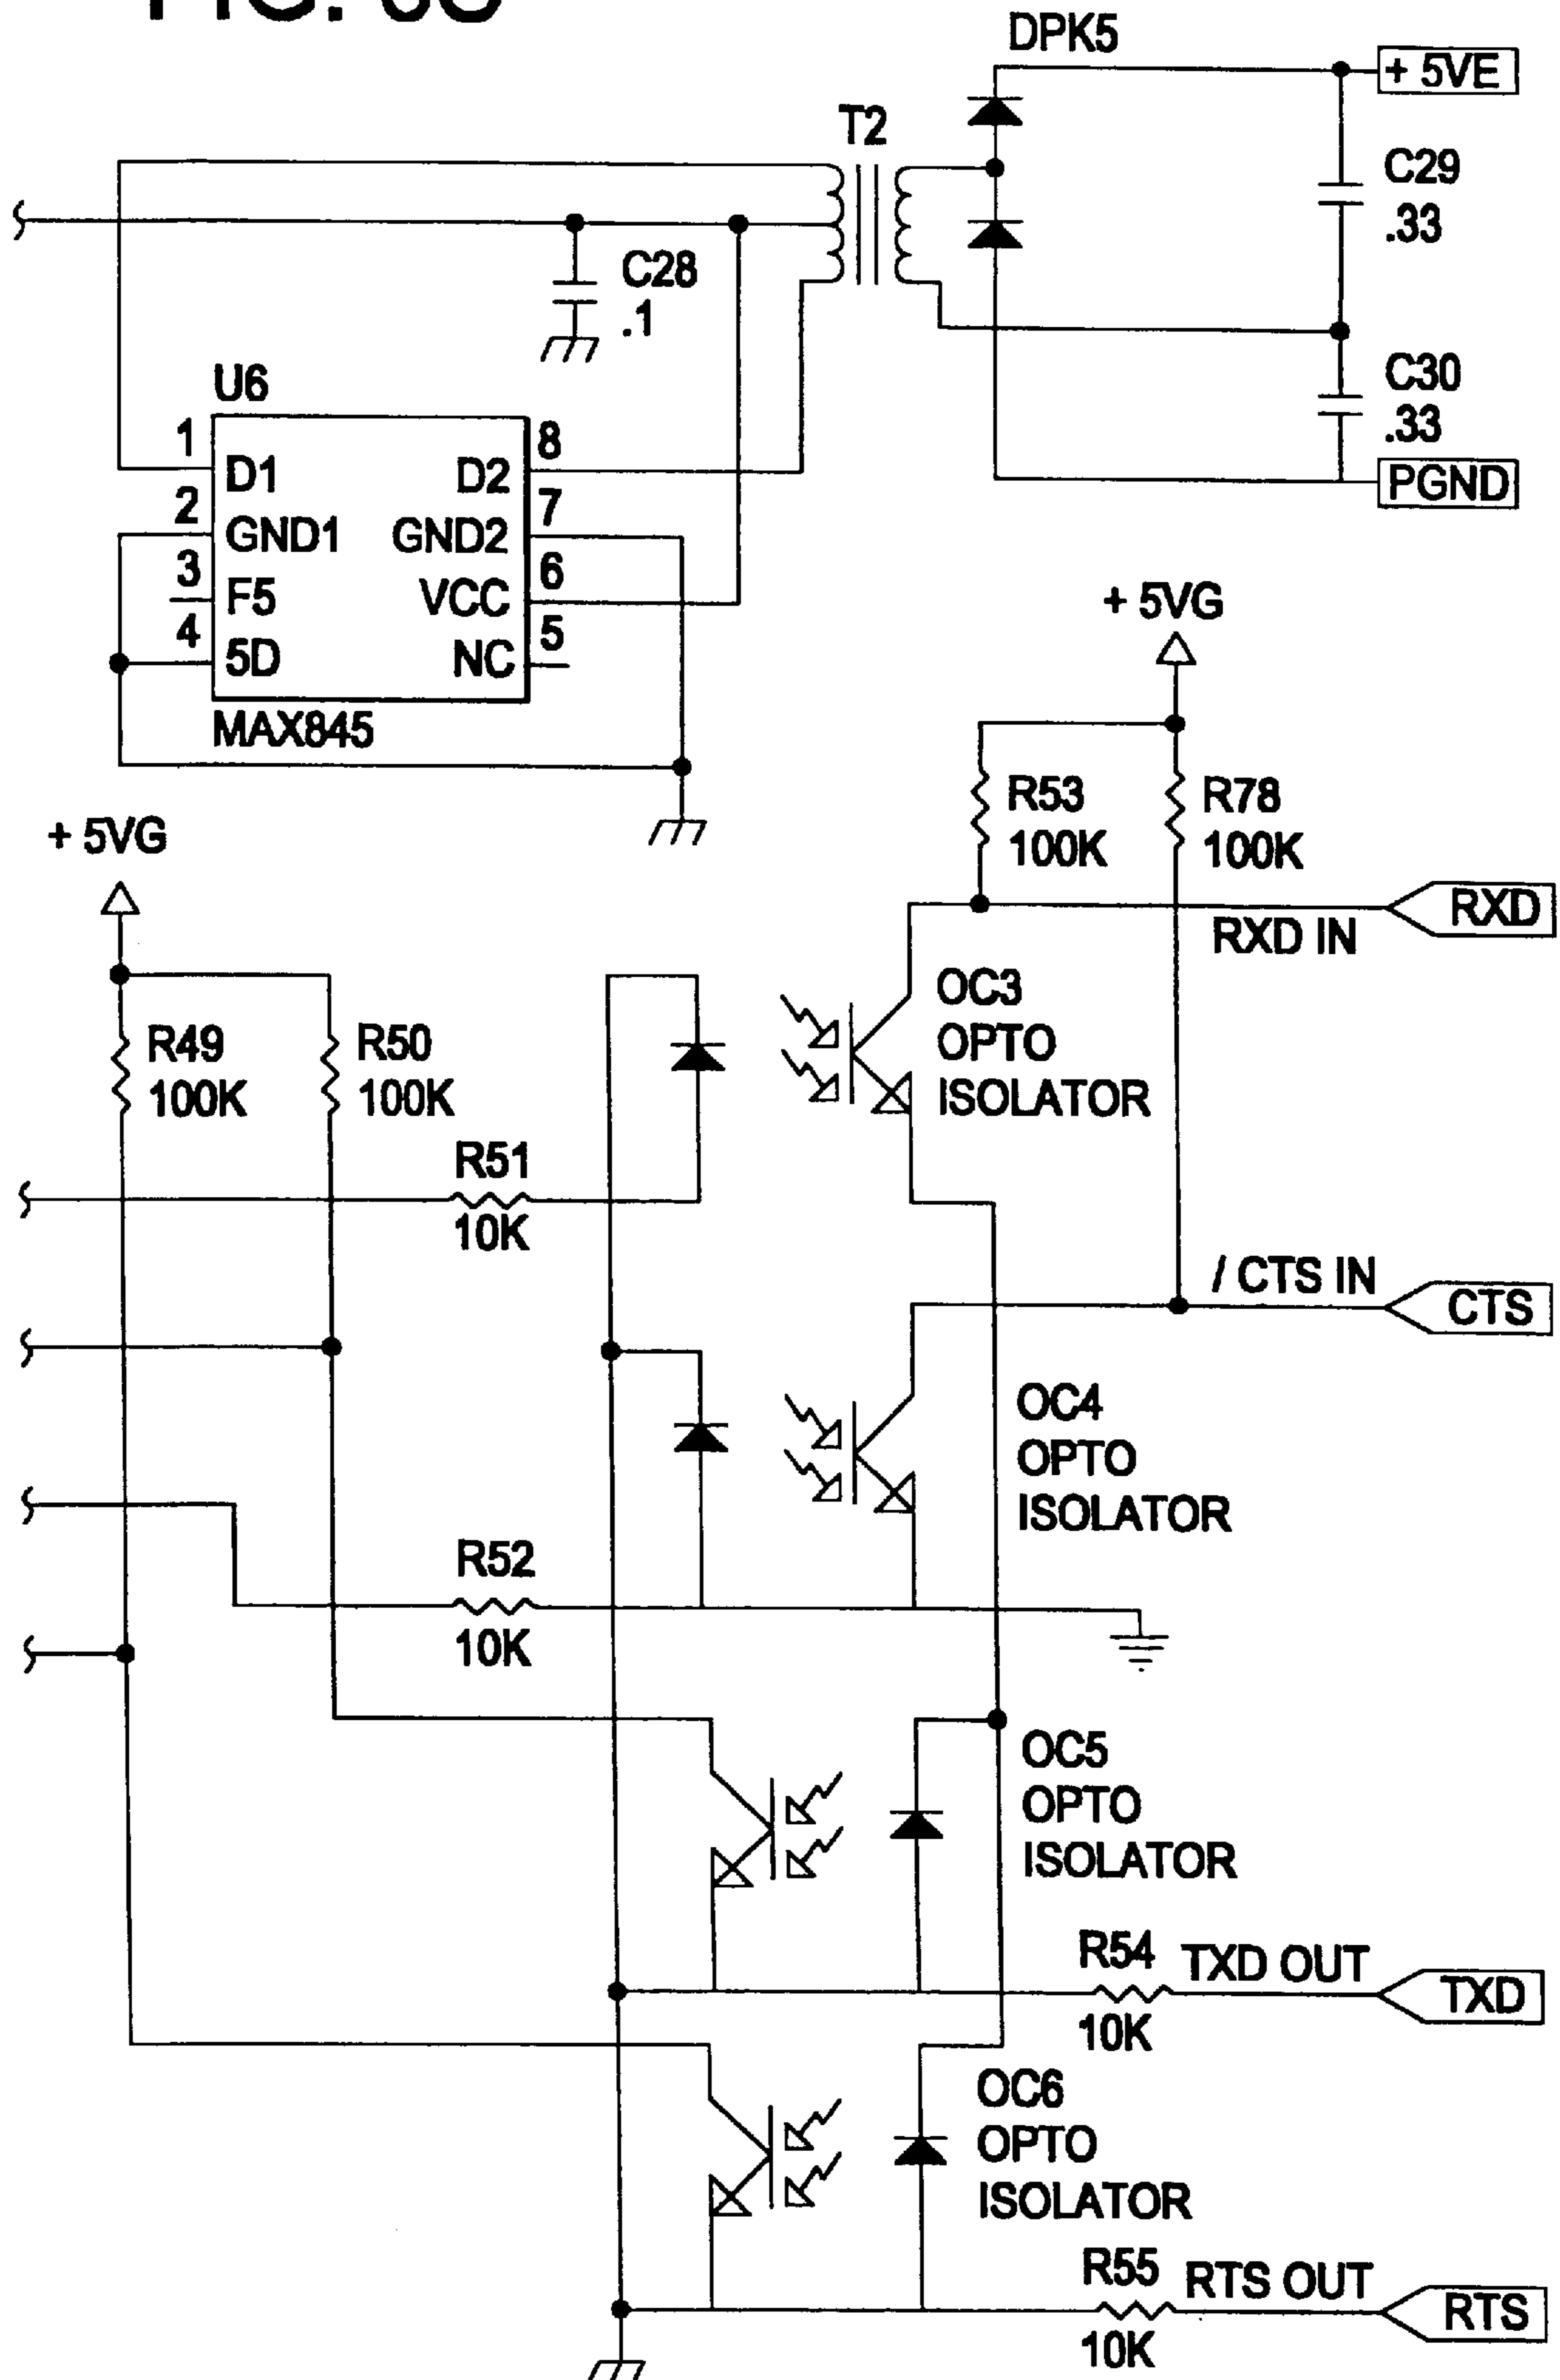 DPK5
+ 5VE
T2
C29
.33
C28
.1
C30
.33
PGND
U6
1 D1 D2 8
2 GND1 GND2 7
3 F5 VCC 6
4 5D NC 5
MAX845
+ 5VG
R53
100K
R78
100K
+ 5VG
RXD
RXD IN
R49
100K
R50
100K
OC3
OPTO
ISOLATOR
R51
10K
/ CTS IN
CTS
OC4
OPTO
ISOLATOR
R52
10K
OC5
OPTO
ISOLATOR
R54
10K
TXD OUT
TXD
OC6
OPTO
ISOLATOR
R55
10K
RTS OUT
RTS